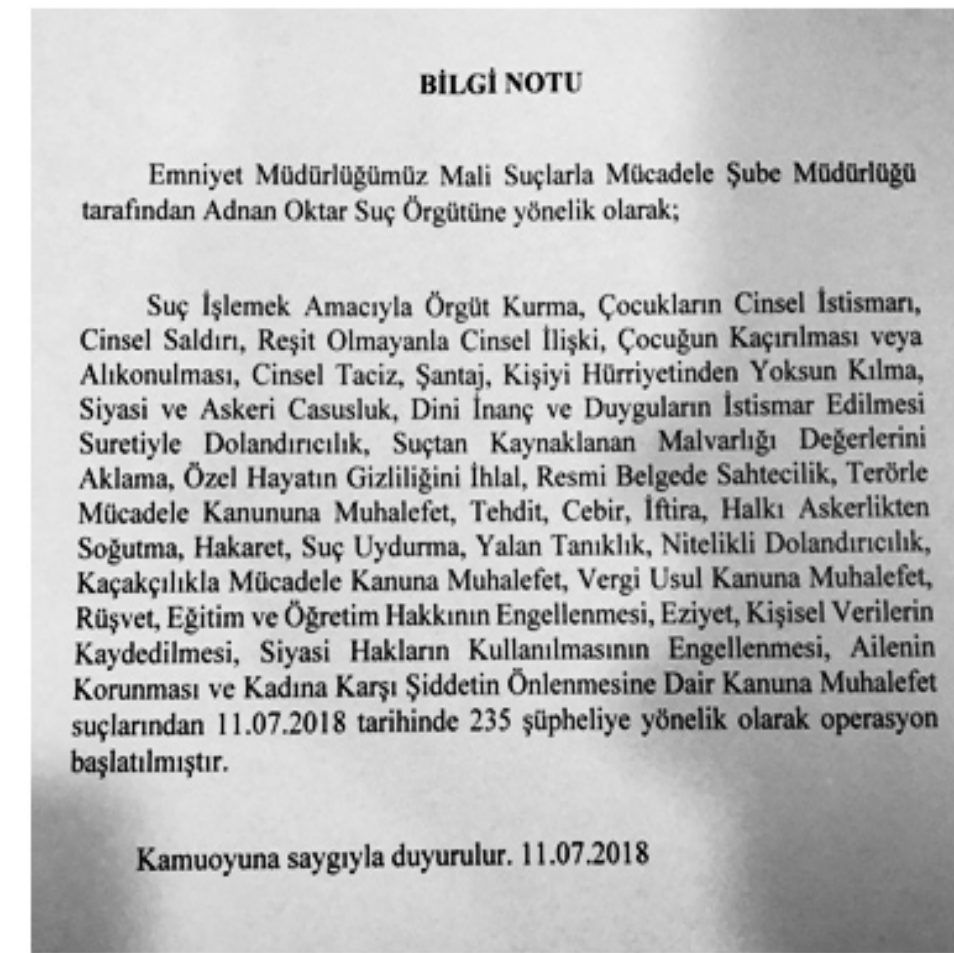 BİLGİ NOTU
Emniyet Müdürlüğümüz Mali Suçlarla Mücadele Şube Müdürlüğü
tarafından Adnan Oktar Suç Örgütüne yönelik olarak;
Suç İşlemek Amacıyla Örgüt Kurma, Çocukların Cinsel İstismarı,
Cinsel Saldırı, Reşit Olmayanla Cinsel İlişki, Çocuğun Kaçırılması veya
Alıkonulması, Cinsel Taciz, Şantaj, Kişiyi Hürriyetinden Yoksun Kılma,
Siyasi ve Askeri Casusluk, Dini İnanç ve Duyguların İstismar Edilmesi
Suretiyle Dolandırıcılık, Suçtan Kaynaklanan Malvarlığı Değerlerini
Aklama, Özel Hayatın Gizliliğini İhlal, Resmi Belgede Sahtecilik, Terörle
Mücadele Kanununa Muhalefet, Tehdit, Cebir, İftira, Halkı Askerlikten
Soğutma, Hakaret, Suç Uydurma, Yalan Tanıklık, Nitelikli Dolandırıcılık,
Kaçakçılıkla Mücadele Kanuna Muhalefet, Vergi Usul Kanuna Muhalefet,
Rüşvet, Eğitim ve Öğretim Hakkının Engellenmesi, Eziyet, Kişisel Verilerin
Kaydedilmesi, Siyasi Hakların Kullanılmasının Engellenmesi, Ailenin
Korunması ve Kadına Karşı Şiddetin Önlenmesine Dair Kanuna Muhalefet
suçlarından 11.07.2018 tarihinde 235 şüpheliye yönelik olarak operasyon
başlatılmıştır.
Kamuoyuna saygıyla duyurulur. 11.07.2018